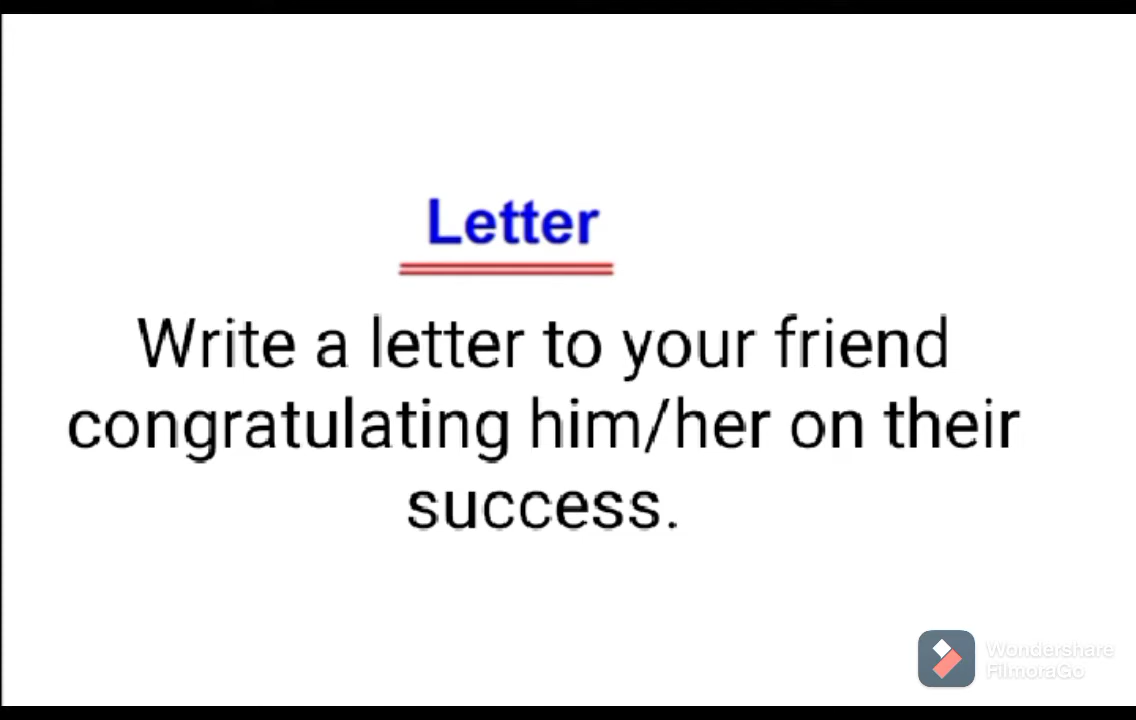 Letter
Write a letter to your friend
congratulating him/her on their
success.
Wondershare
FilmoraGo